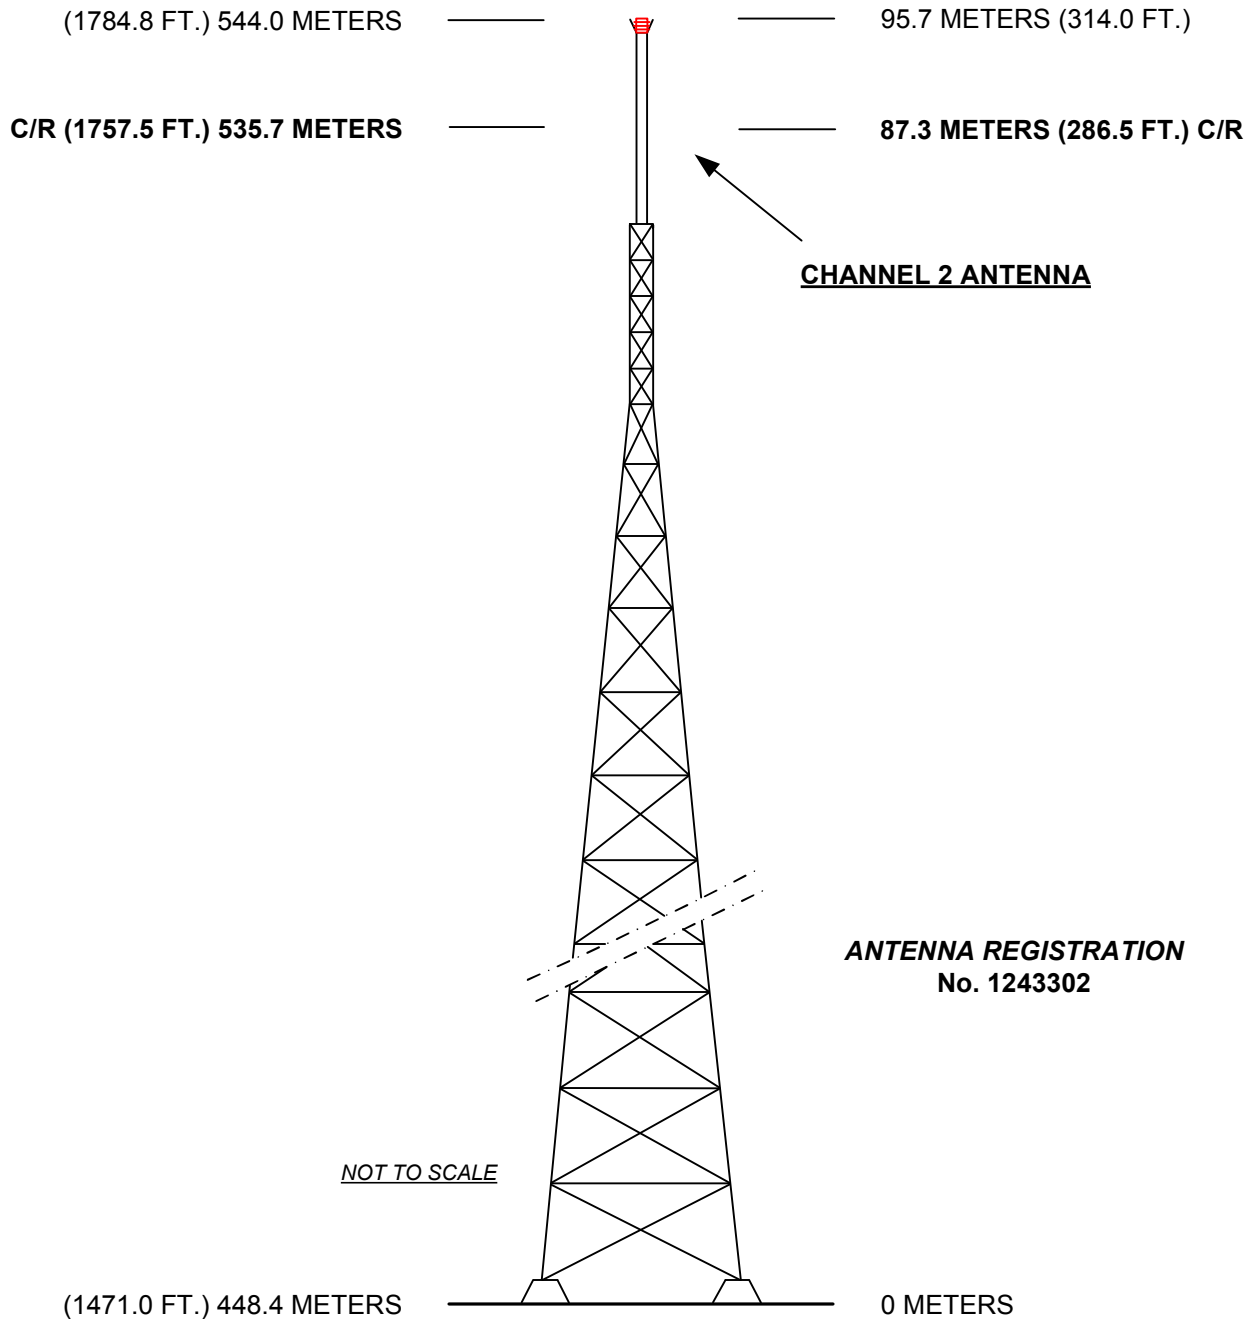 (1784.8 FT.) 544.0 METERS
95.7 METERS (314.0 FT.)
C/R (1757.5 FT.) 535.7 METERS
87.3 METERS (286.5 FT.) C/R
CHANNEL 2 ANTENNA
ANTENNA REGISTRATION
No. 1243302
NOT TO SCALE
(1471.0 FT.) 448.4 METERS
0 METERS